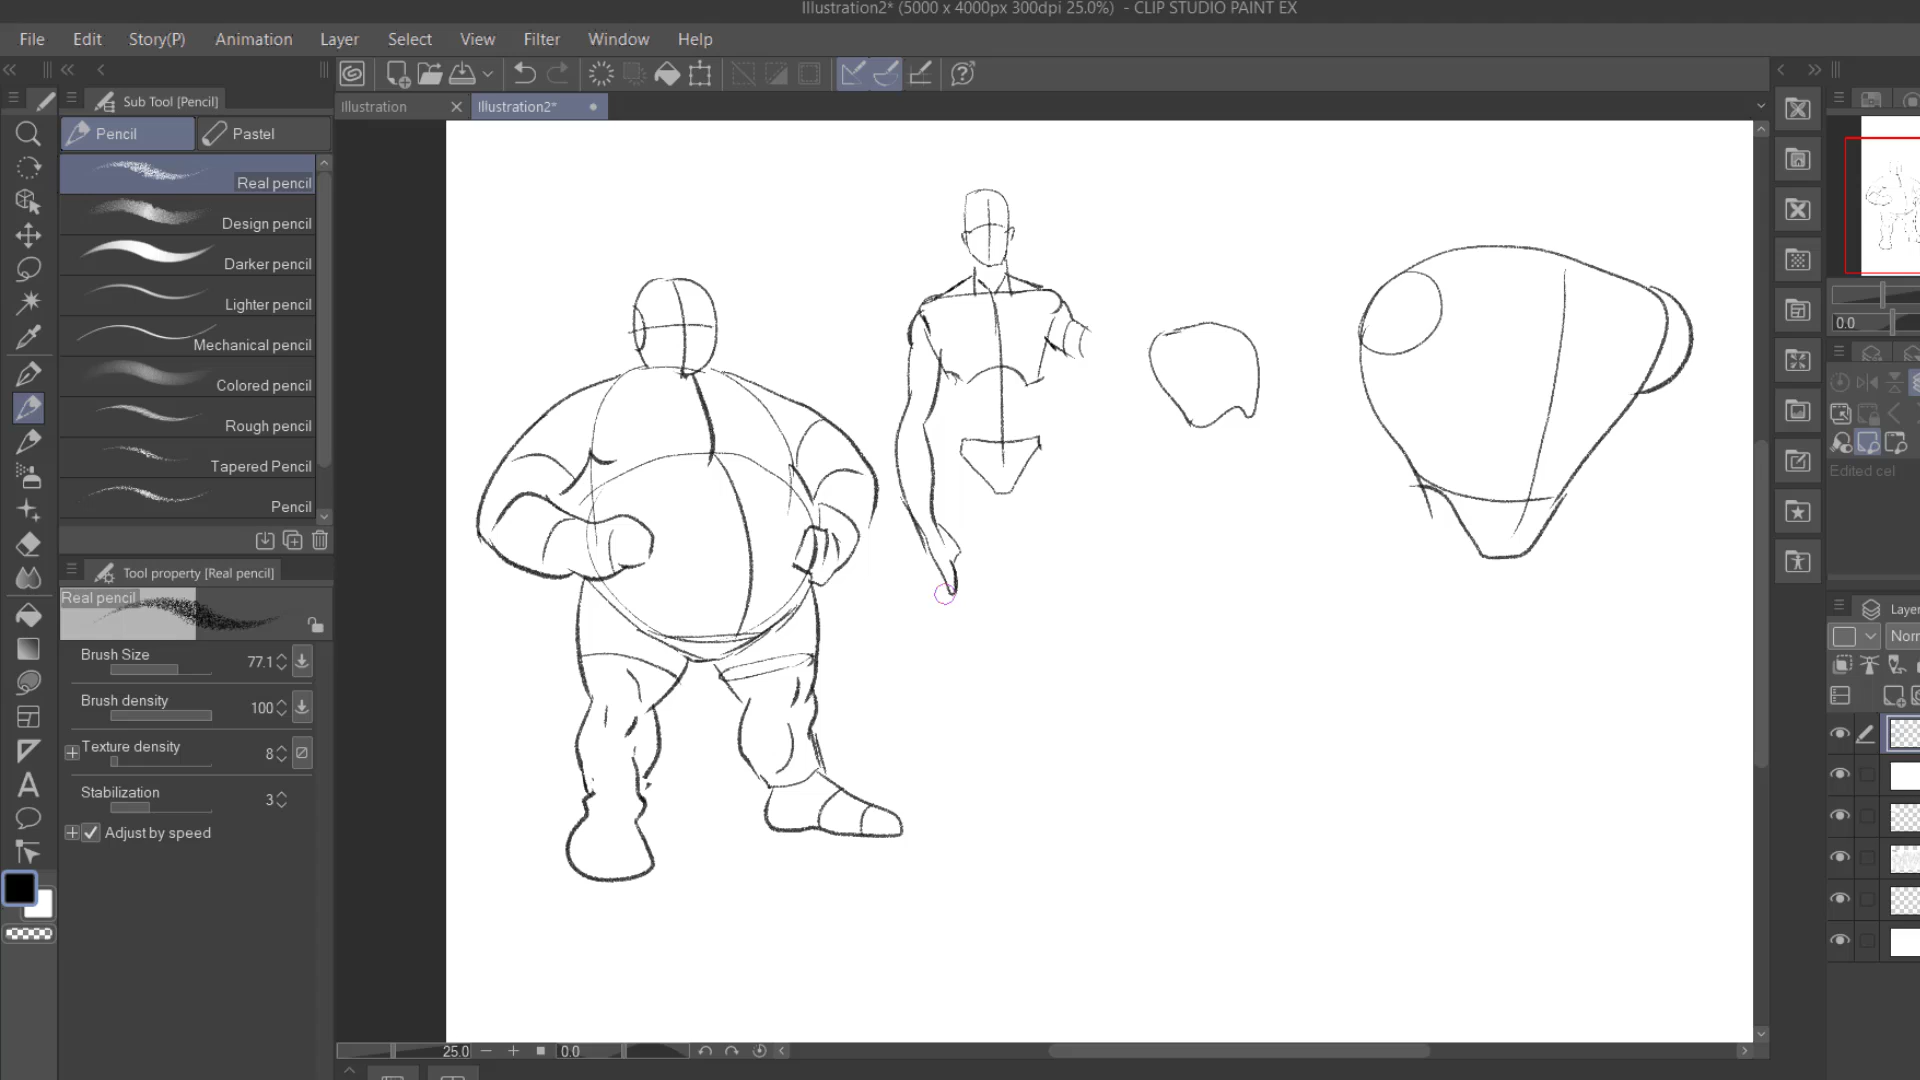 Illustration2* (5000 x 4000px 300dpi 25.0%) - CLIP STUDIO PAINT EX
File Edit Story(P) Animation Layer Select View Filter Window Help
Sub Tool [Pencil]
Illustration Illustration2*
Pencil Pastel
Real pencil
Design pencil
Darker pencil
Lighter pencil
Mechanical pencil
Colored pencil
Rough pencil
Tapered Pencil
Pencil
Tool property [Real pencil]
Real pencil
Brush Size 77.1
Brush density 100
Texture density 8
Stabilization 3
Adjust by speed
25.0 0.0
0.0
Edited cel
Layer
Norr